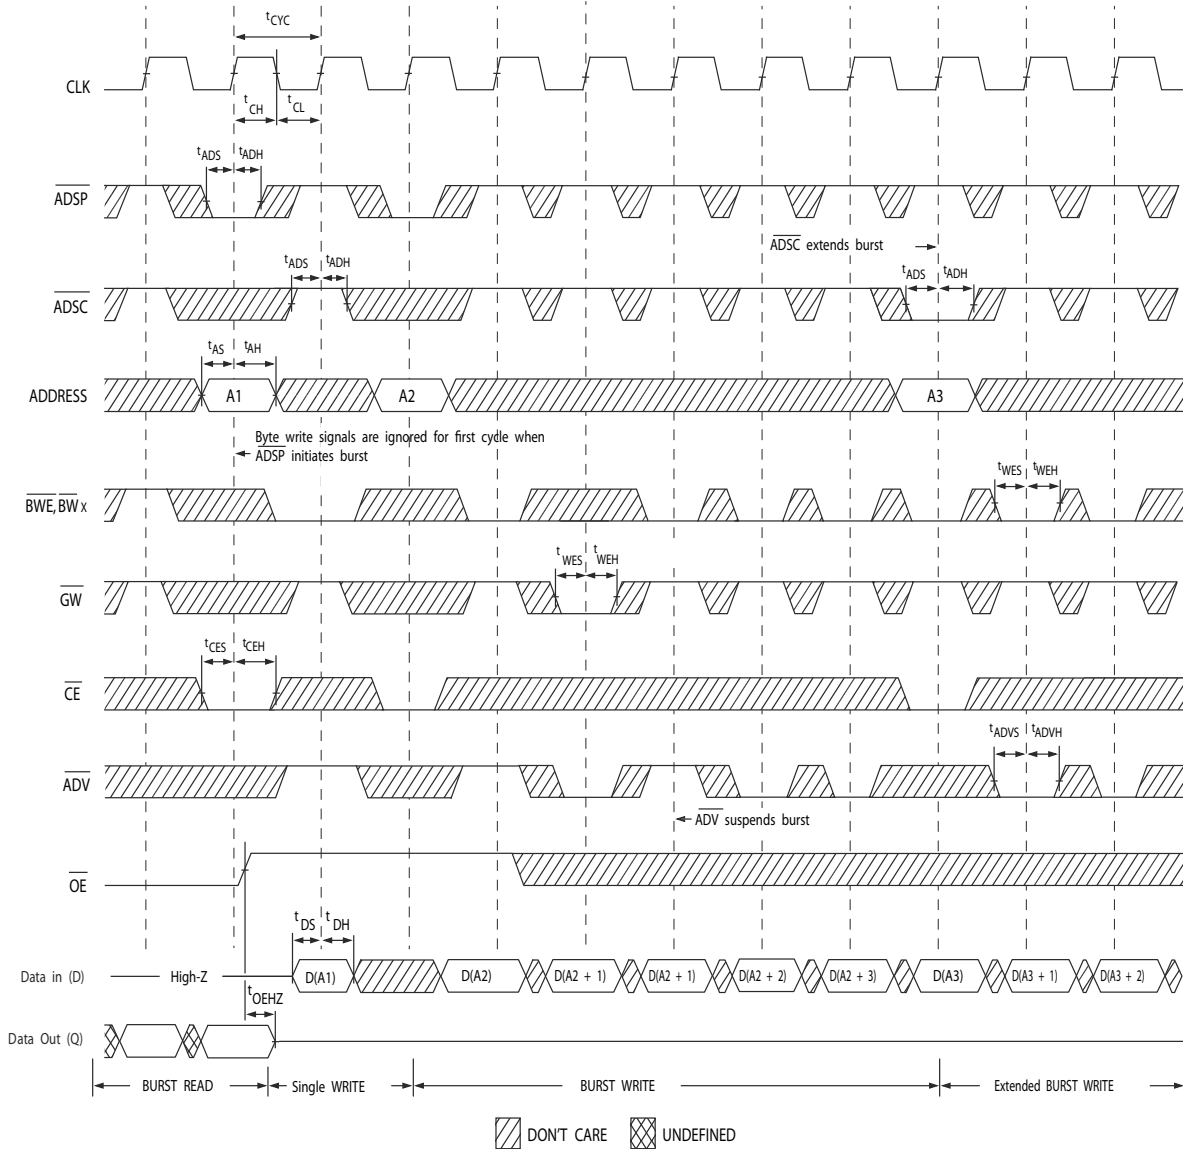 tCYC
CLK
tCH tCL
tADS tADH
ADSP
ADSC extends burst
tADS tADH
tADS tADH
ADSC
tAS tAH
ADDRESS
A1 A2 A3
Byte write signals are ignored for first cycle when
ADSP initiates burst
tWES tWEH
BWE, BW x
tWES tWEH
GW
tCES tCEH
CE
tADVS tADVH
ADV
ADV suspends burst
OE
tDS tDH
Data in (D) High-Z D(A1) D(A2) D(A2 + 1) D(A2 + 1) D(A2 + 2) D(A2 + 3) D(A3) D(A3 + 1) D(A3 + 2)
tOEHZ
Data Out (Q)
BURST READ Single WRITE BURST WRITE Extended BURST WRITE
DON'T CARE UNDEFINED